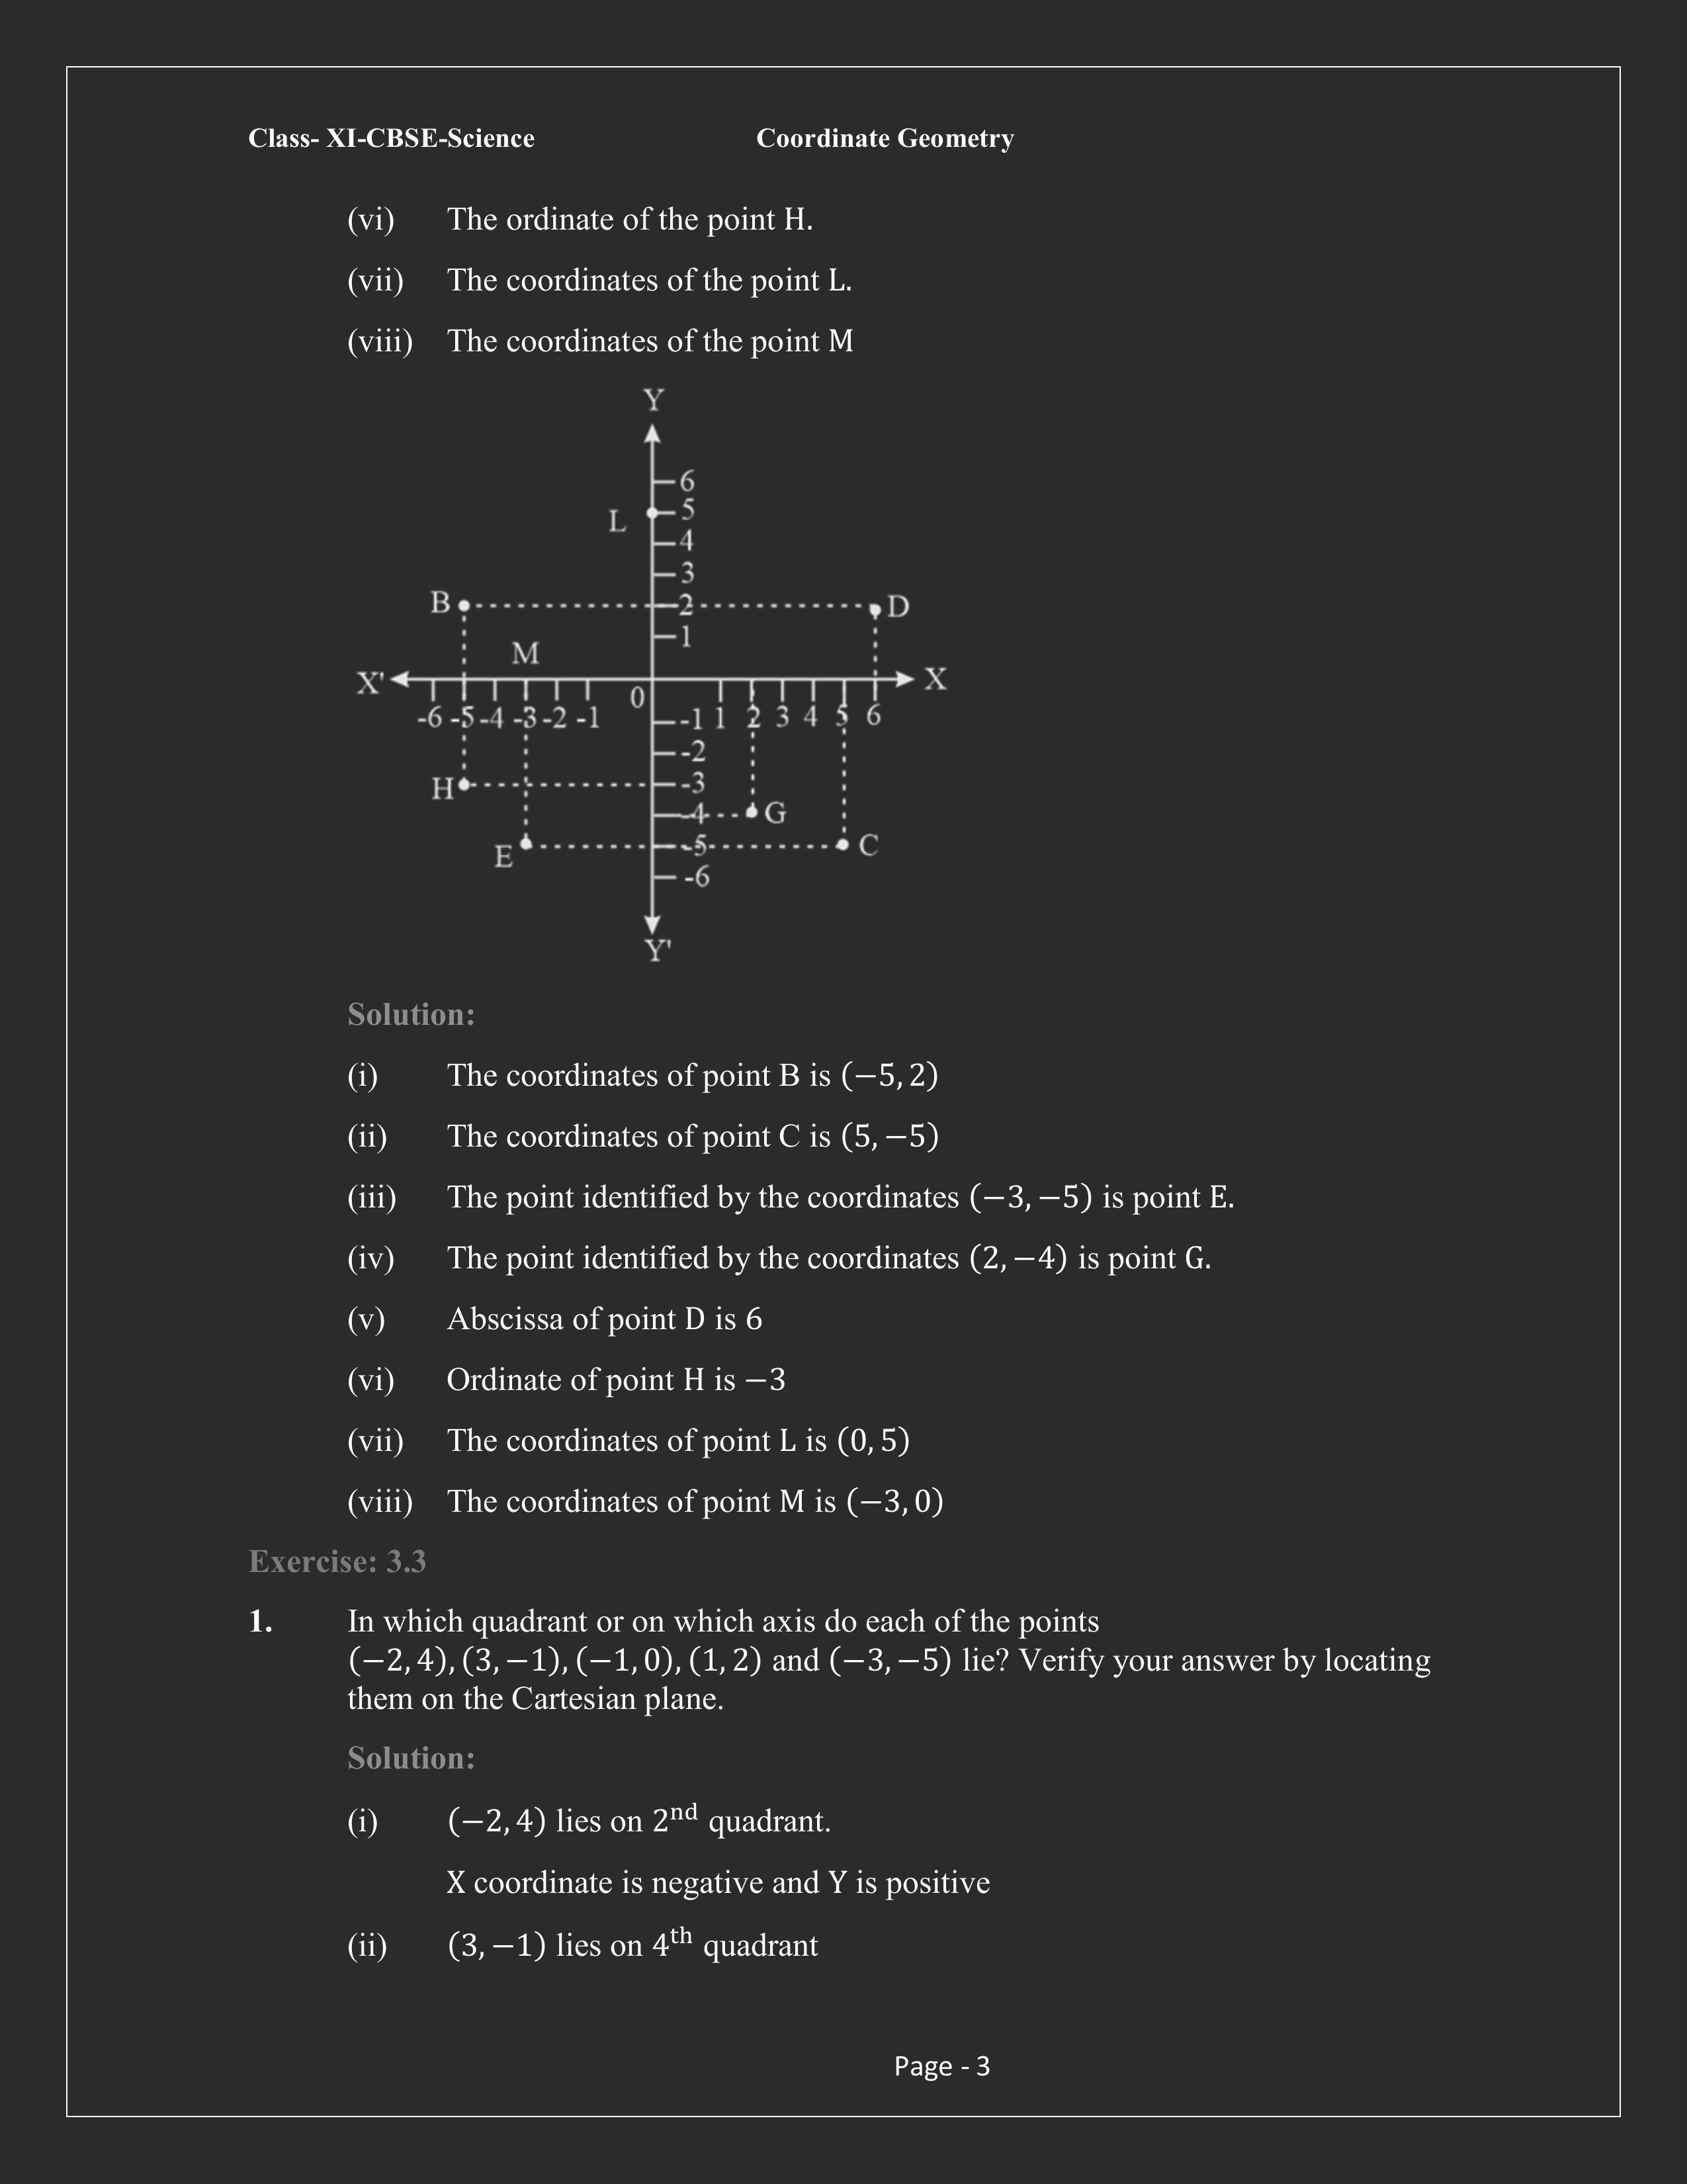 Class- XI-CBSE-Science Coordinate Geometry
(vi) The ordinate of the point H.
(vii) The coordinates of the point L.
(viii) The coordinates of the point M
Y
6
L 5
4
3
B 2 D
1
M
X' X
0
-6 -5 -4 -3 -2 -1 -1 1 2 3 4 5 6
-2
H -3
-4 G
E -5 C
-6
Y'
Solution:
(i) The coordinates of point B is (−5, 2)
(ii) The coordinates of point C is (5, −5)
(iii) The point identified by the coordinates (−3, −5) is point E.
(iv) The point identified by the coordinates (2, −4) is point G.
(v) Abscissa of point D is 6
(vi) Ordinate of point H is −3
(vii) The coordinates of point L is (0, 5)
(viii) The coordinates of point M is (−3, 0)
Exercise: 3.3
1. In which quadrant or on which axis do each of the points
(−2, 4), (3, −1), (−1, 0), (1, 2) and (−3, −5) lie? Verify your answer by locating
them on the Cartesian plane.
Solution:
(i) (−2, 4) lies on 2nd quadrant.
X coordinate is negative and Y is positive
(ii) (3, −1) lies on 4th quadrant
Page - 3